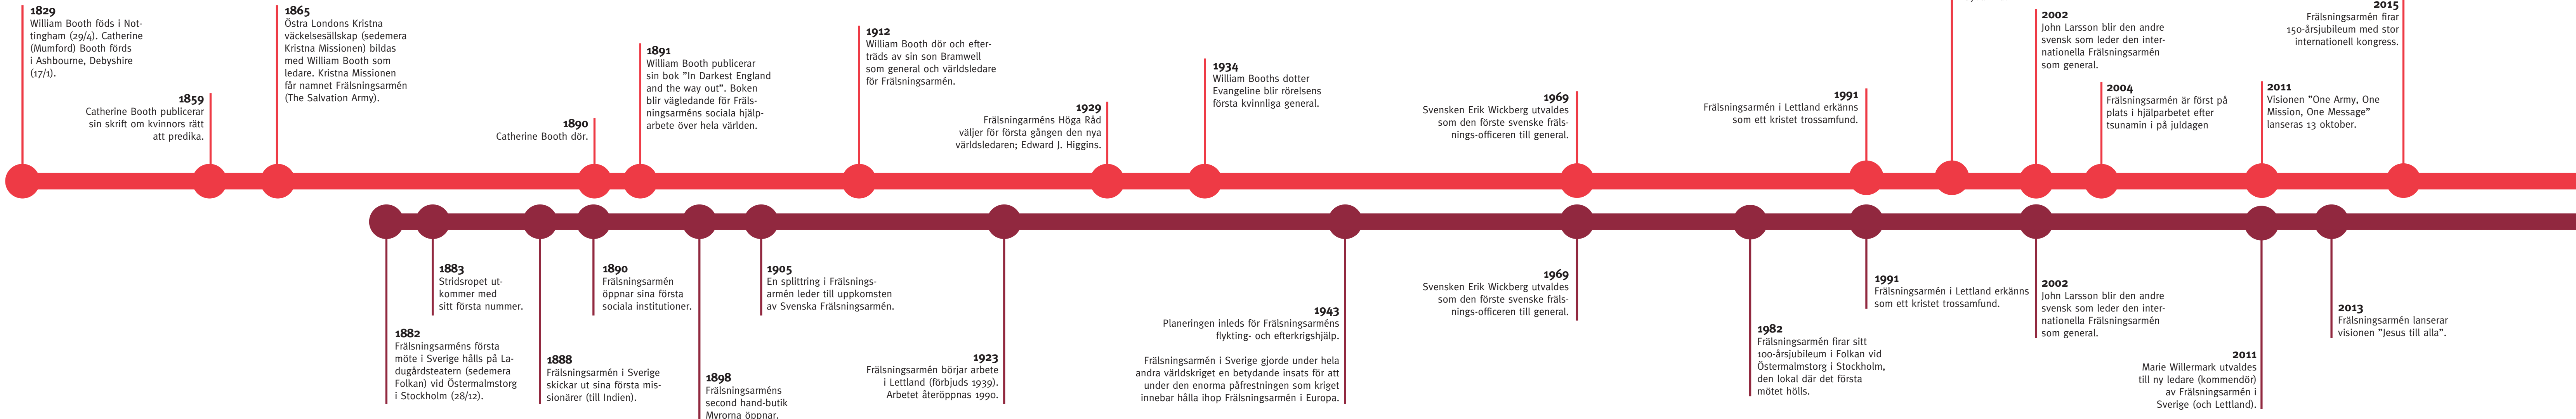 1829
William Booth föds i Not-
tingham (29/4). Catherine
(Mumford) Booth förds
i Ashbourne, Debyshire
(17/1).
1859
Catherine Booth publicerar
sin skrift om kvinnors rätt
att predika.
1865
Östra Londons Kristna
väckelsesällskap (sedemera
Kristna Missionen) bildas
med William Booth som
ledare. Kristna Missionen
får namnet Frälsningsarmén
(The Salvation Army).
1890
Catherine Booth dör.
1891
William Booth publicerar
sin bok ”In Darkest England
and the way out”. Boken
blir vägledande för Fräls-
ningsarméns sociala hjälp-
arbete över hela världen.
1912
William Booth dör och efter-
träds av sin son Bramwell
som general och världsledare
för Frälsningsarmén.
1929
Frälsningarméns Höga Råd
väljer för första gången den nya
världsledaren; Edward J. Higgins.
1934
William Booths dotter
Evangeline blir rörelsens
första kvinnliga general.
1969
Svensken Erik Wickberg utvaldes
som den förste svenske fräls-
nings-officeren till general.
1991
Frälsningsarmén i Lettland erkänns
som ett kristet trossamfund.
2002
John Larsson blir den andre
svensk som leder den inter-
nationella Frälsningsarmén
som general.
2004
Frälsningsarmén är först på
plats i hjälparbetet efter
tsunamin i på juldagen
2011
Visionen ”One Army, One
Mission, One Message”
lanseras 13 oktober.
2015
Frälsningsarmén firar
150-årsjubileum med stor
internationell kongress.
1882
Frälsningsarméns första
möte i Sverige hålls på La-
dugårdsteatern (sedemera
Folkan) vid Östermalmstorg
i Stockholm (28/12).
1883
Stridsropet ut-
kommer med
sitt första nummer.
1888
Frälsningsarmén i Sverige
skickar ut sina första mis-
sionärer (till Indien).
1890
Frälsningsarmén
öppnar sina första
sociala institutioner.
1898
Frälsningsarméns
second hand-butik
Myrorna öppnar.
1905
En splittring i Frälsnings-
armén leder till uppkomsten
av Svenska Frälsningsarmén.
1923
Frälsningsarmén börjar arbete
i Lettland (förbjuds 1939).
Arbetet återöppnas 1990.
1943
Planeringen inleds för Frälsningsarméns
flykting- och efterkrigshjälp.
Frälsningsarmén i Sverige gjorde under hela
andra världskriget en betydande insats för att
under den enorma påfrestningen som kriget
innebar hålla ihop Frälsningsarmén i Europa.
1969
Svensken Erik Wickberg utvaldes
som den förste svenske fräls-
nings-officeren till general.
1982
Frälsningsarmén firar sitt
100-årsjubileum i Folkan vid
Östermalmstorg i Stockholm,
den lokal där det första
mötet hölls.
1991
Frälsningsarmén i Lettland erkänns
som ett kristet trossamfund.
2002
John Larsson blir den andre
svensk som leder den inter-
nationella Frälsningsarmén
som general.
2011
Marie Willermark utvaldes
till ny ledare (kommendör)
av Frälsningsarmén i
Sverige (och Lettland).
2013
Frälsningsarmén lanserar
visionen ”Jesus till alla”.